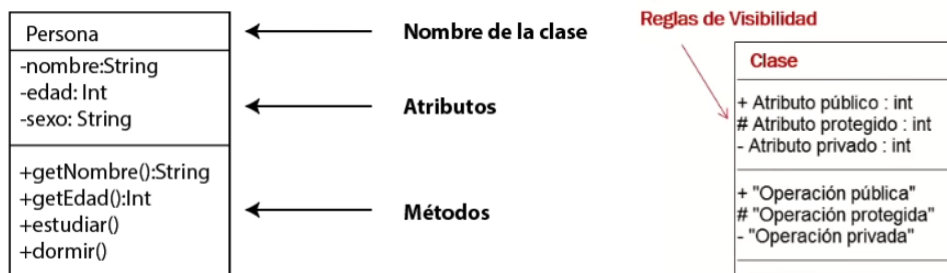 Persona
-nombre:String
-edad: Int
-sexo: String
+getNombre():String
+getEdad():Int
+estudiar()
+dormir()
Nombre de la clase
Atributos
Métodos
Reglas de Visibilidad
Clase
+ Atributo público : int
# Atributo protegido : int
- Atributo privado : int
+ "Operación pública"
# "Operación protegida"
- "Operación privada"